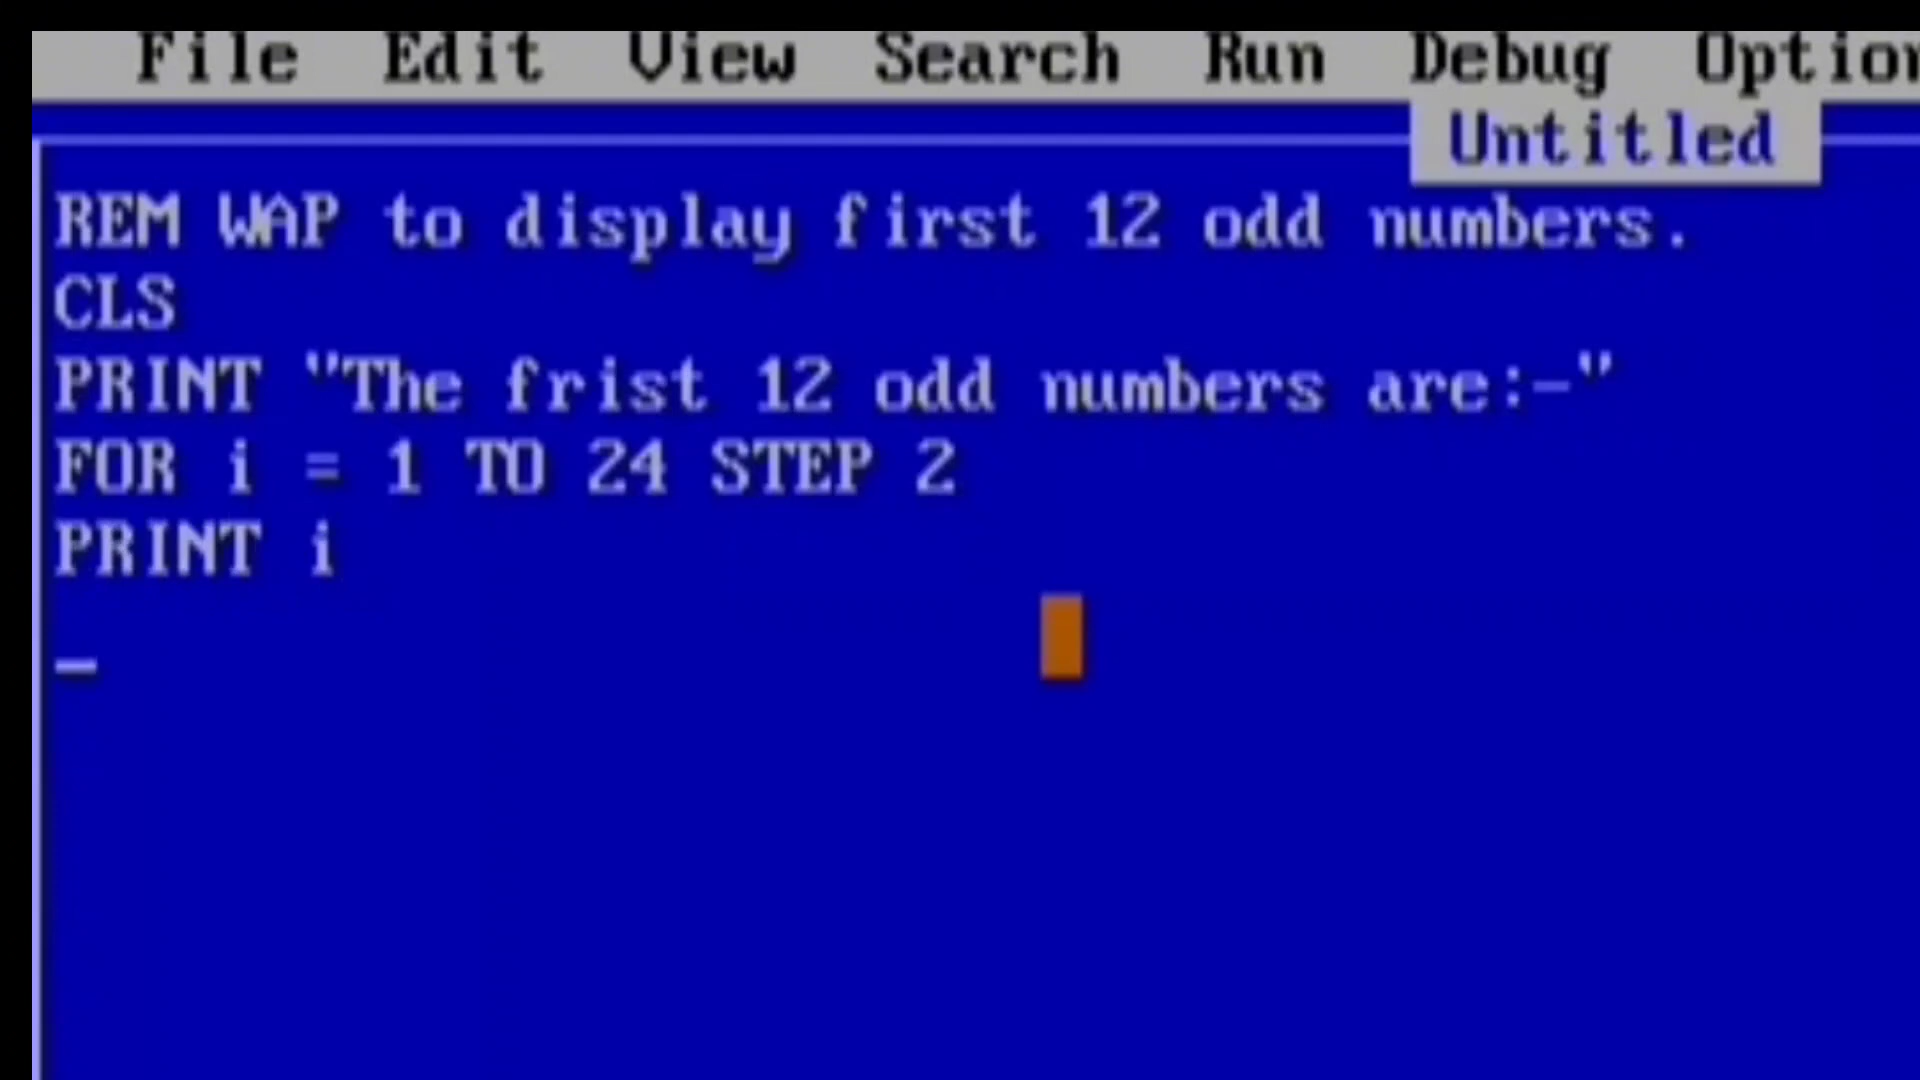 File Edit View Search Run Debug Option
Untitled
REM WAP to display first 12 odd numbers.
CLS
PRINT "The frist 12 odd numbers are:-"
FOR i = 1 TO 24 STEP 2
PRINT i